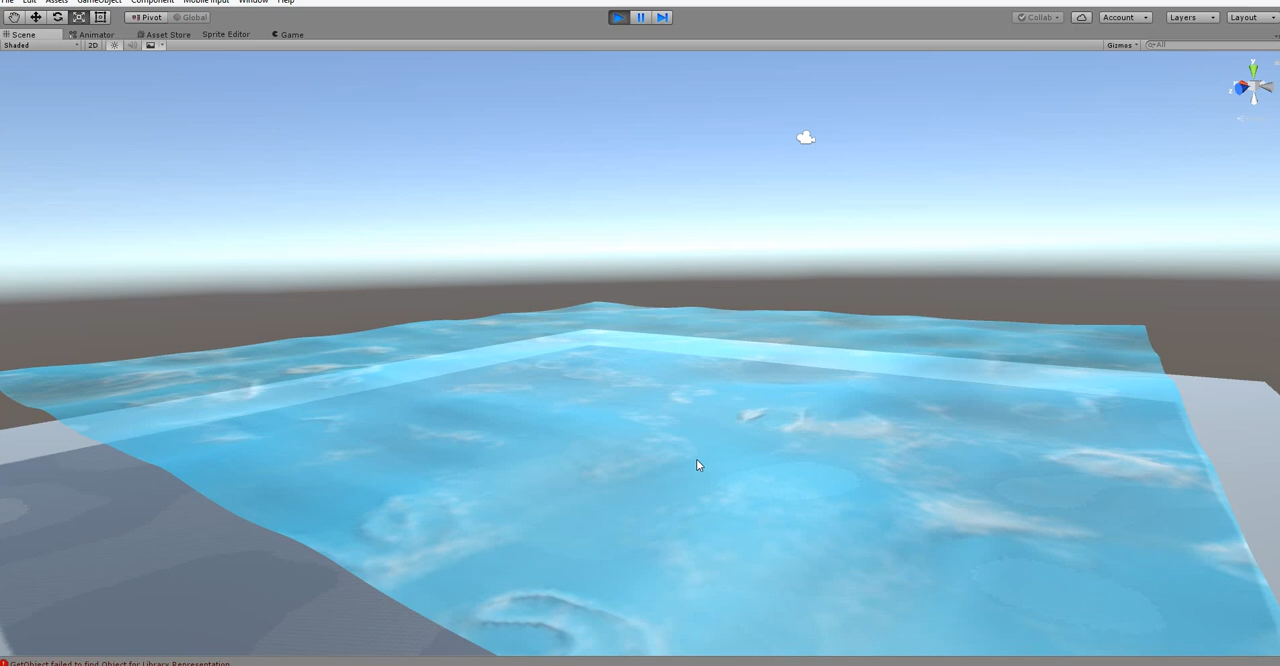 File Edit Assets GameObject Component Mobile Input Window Help
Pivot Global Collab Account Layers Layout
Scene Animator Asset Store Sprite Editor Game
Shaded 2D Gizmos All
y
z
GetObject failed to find Object for Library Representation